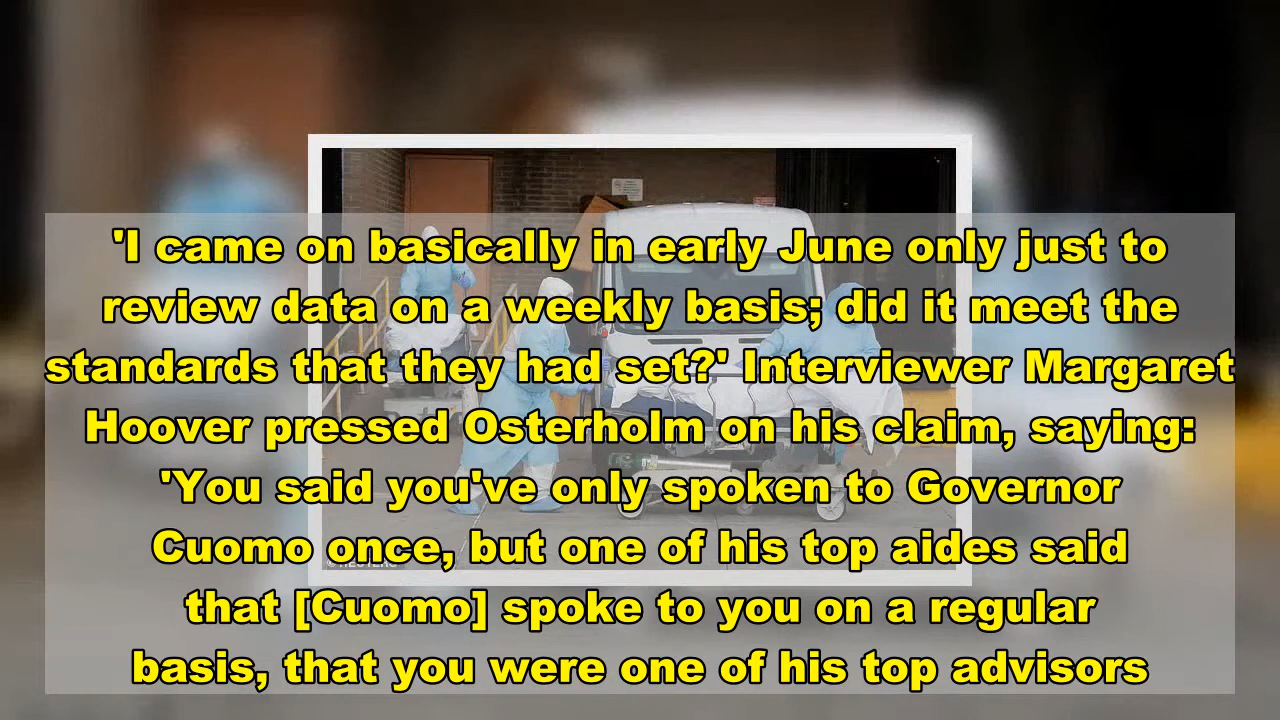 'I came on basically in early June only just to
review data on a weekly basis; did it meet the
standards that they had set?' Interviewer Margaret
Hoover pressed Osterholm on his claim, saying:
'You said you've only spoken to Governor
Cuomo once, but one of his top aides said
that [Cuomo] spoke to you on a regular
basis, that you were one of his top advisors
© REUTERS